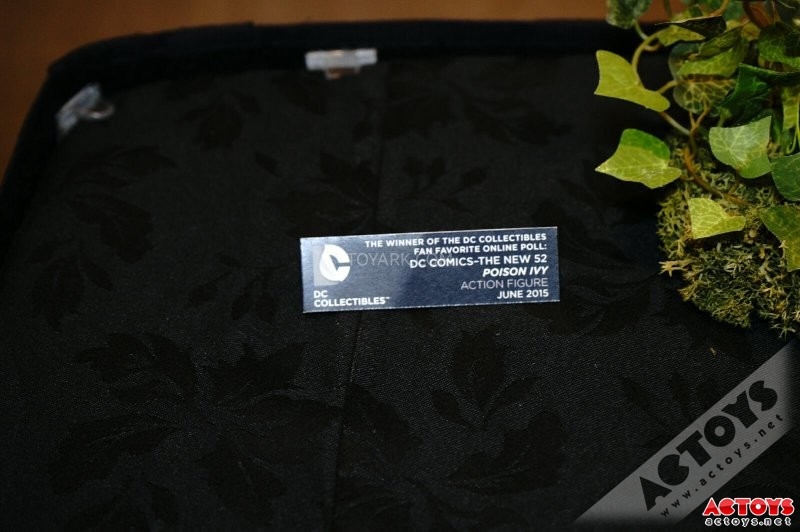 THE WINNER OF THE DC COLLECTIBLES
FAN FAVORITE ONLINE POLL:
DC COMICS–THE NEW 52
POISON IVY
ACTION FIGURE
JUNE 2015
DC
COLLECTIBLES™
TOYARK
ACTOYS
www.actoys.net
ACTOYS
actoys.net